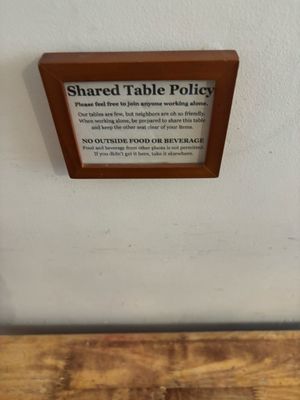 Shared Table Policy
Please feel free to join anyone working alone.
Our tables are few, but neighbors are oh so friendly.
When working alone, be prepared to share this table
and keep the other seat clear of your items.
NO OUTSIDE FOOD OR BEVERAGE
Food and beverage from other places is not permitted.
If you didn't get it here, take it elsewhere.